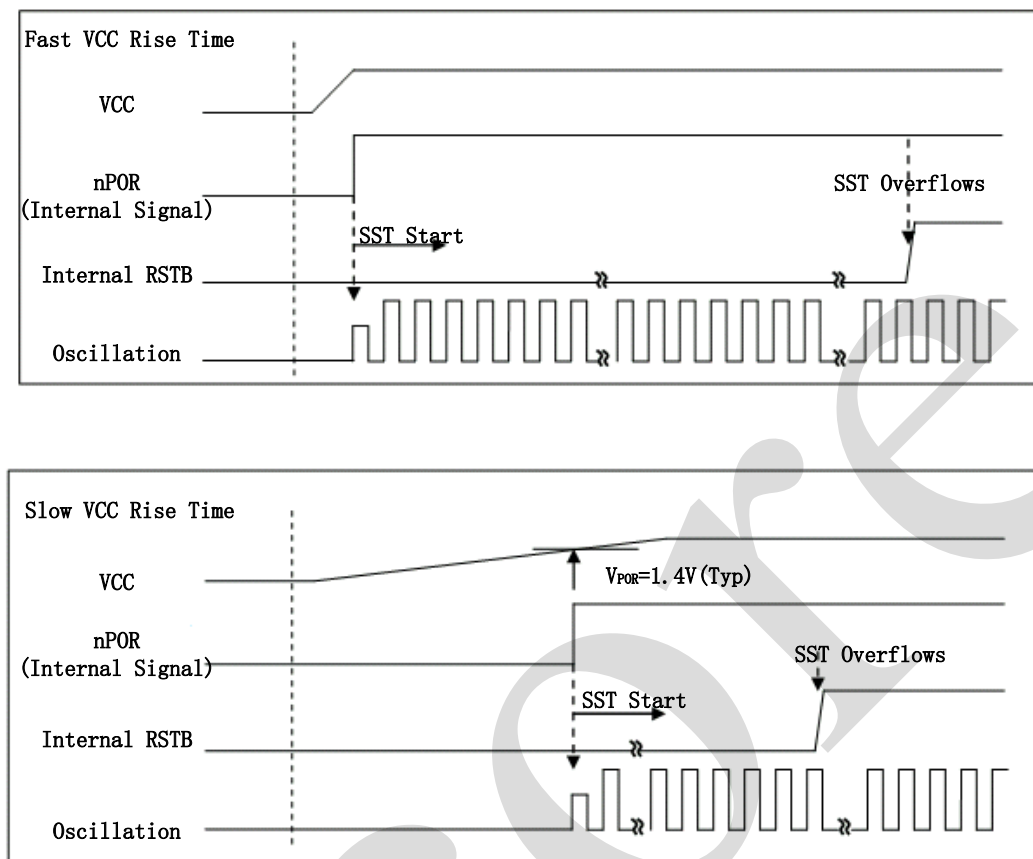 Fast VCC Rise Time
VCC
nPOR
(Internal Signal)
SST Overflows
SST Start
Internal RSTB
Oscillation
Slow VCC Rise Time
VCC
VPOR=1.4V(Typ)
nPOR
(Internal Signal)
SST Overflows
SST Start
Internal RSTB
Oscillation
ore